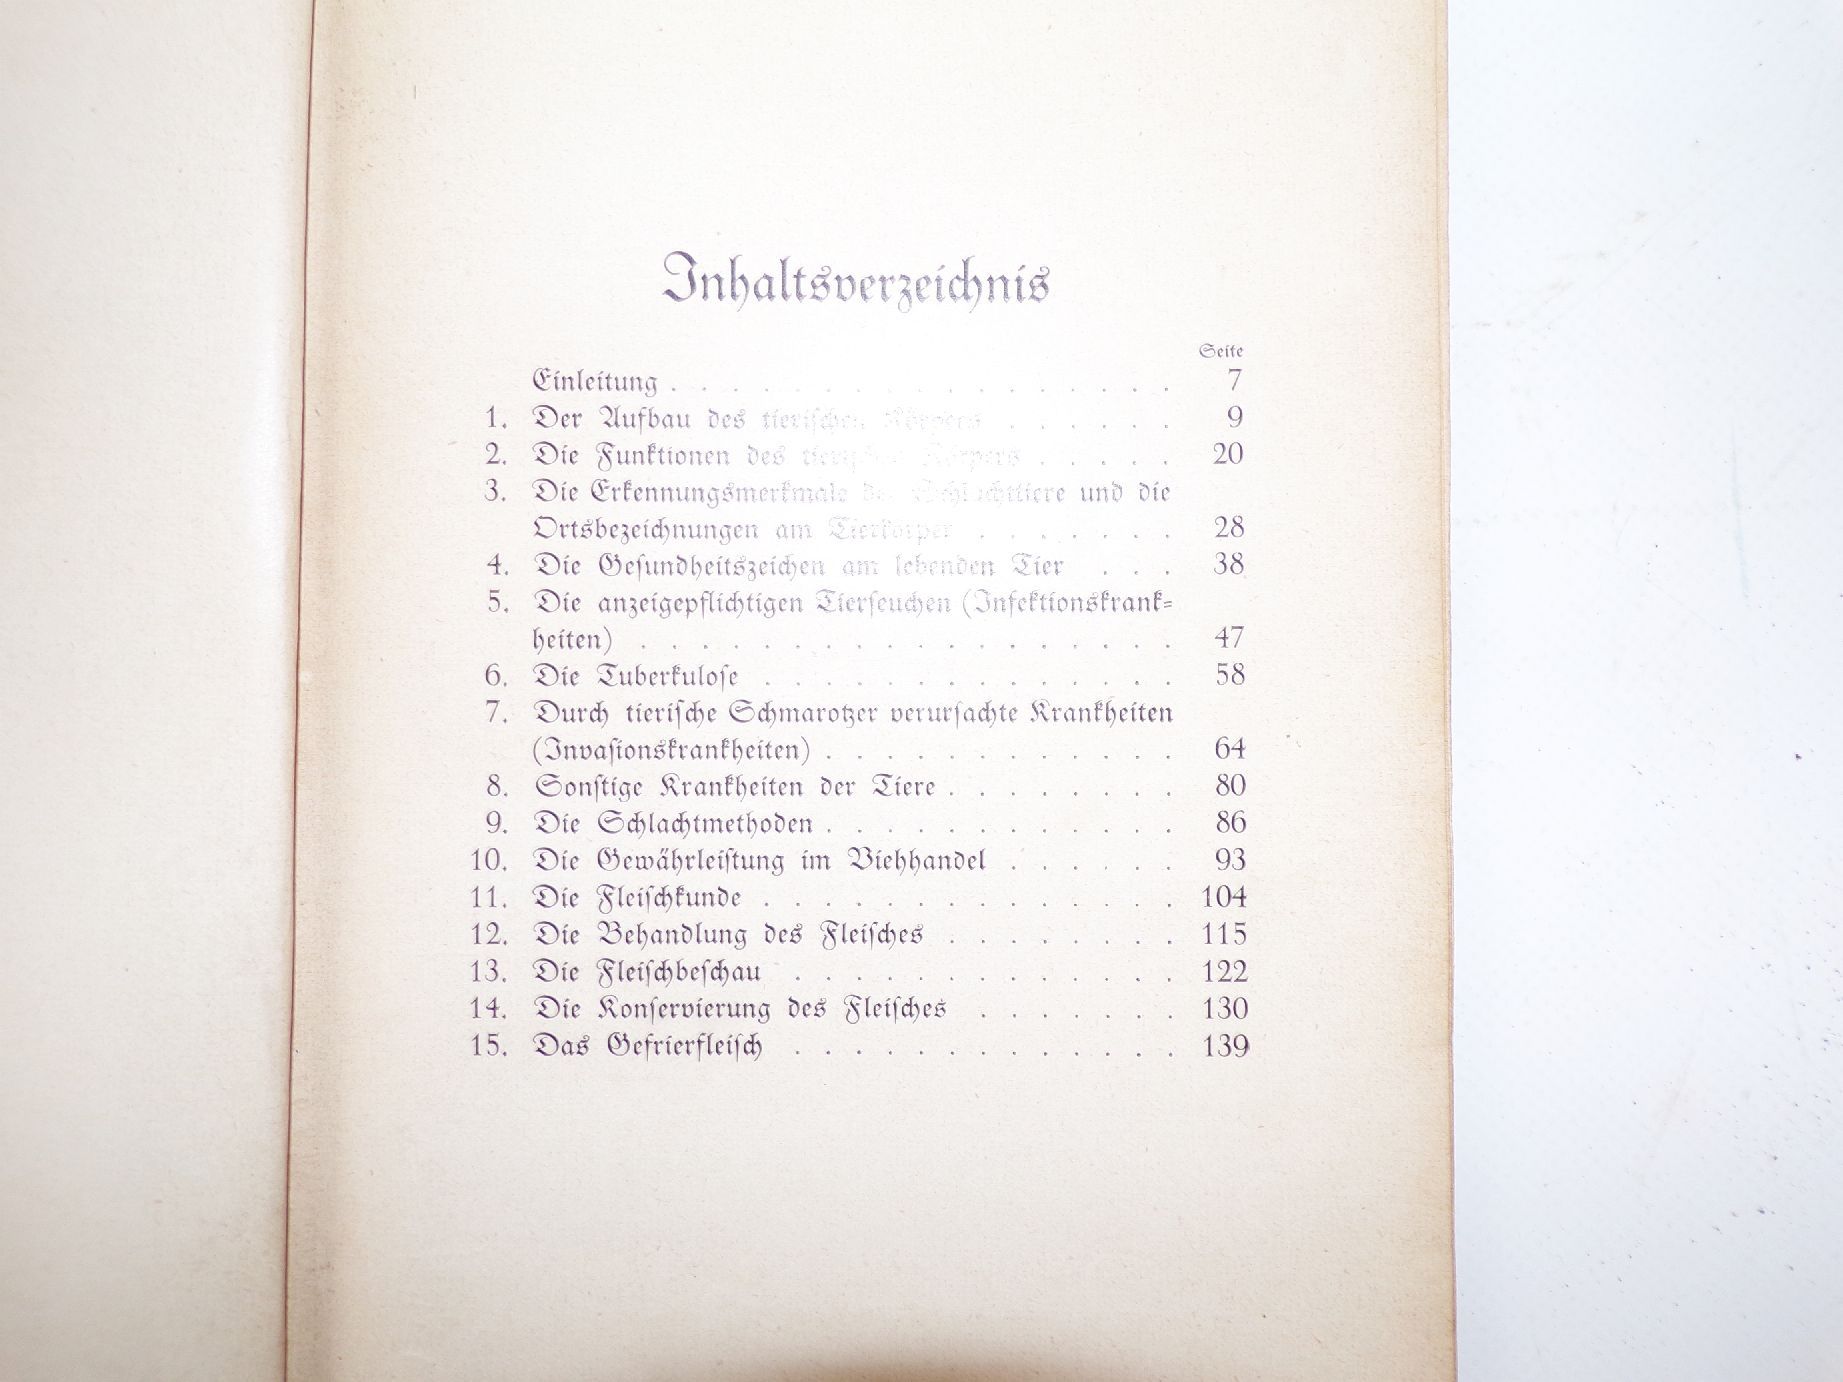 Inhaltsverzeichnis
Seite
Einleitung . . . . . . . . . . . . . . . . . 7
1. Der Aufbau des tierischen Körpers . . . . . . 9
2. Die Funktionen des tierischen Körpers . . . . . 20
3. Die Erkennungsmerkmale der Schlachttiere und die
Ortsbezeichnungen am Tierkörper . . . . . . . 28
4. Die Gesundheitszeichen am lebenden Tier . . . 38
5. Die anzeigepflichtigen Tierseuchen (Infektionskrank-
heiten) . . . . . . . . . . . . . . . . . . 47
6. Die Tuberkulose . . . . . . . . . . . . . . 58
7. Durch tierische Schmarotzer verursachte Krankheiten
(Invasionskrankheiten) . . . . . . . . . . . . 64
8. Sonstige Krankheiten der Tiere . . . . . . . . 80
9. Die Schlachtmethoden . . . . . . . . . . . . 86
10. Die Gewährleistung im Viehhandel . . . . . . 93
11. Die Fleischkunde . . . . . . . . . . . . . . 104
12. Die Behandlung des Fleisches . . . . . . . . 115
13. Die Fleischbeschau . . . . . . . . . . . . . 122
14. Die Konservierung des Fleisches . . . . . . . 130
15. Das Gefrierfleisch . . . . . . . . . . . . . 139